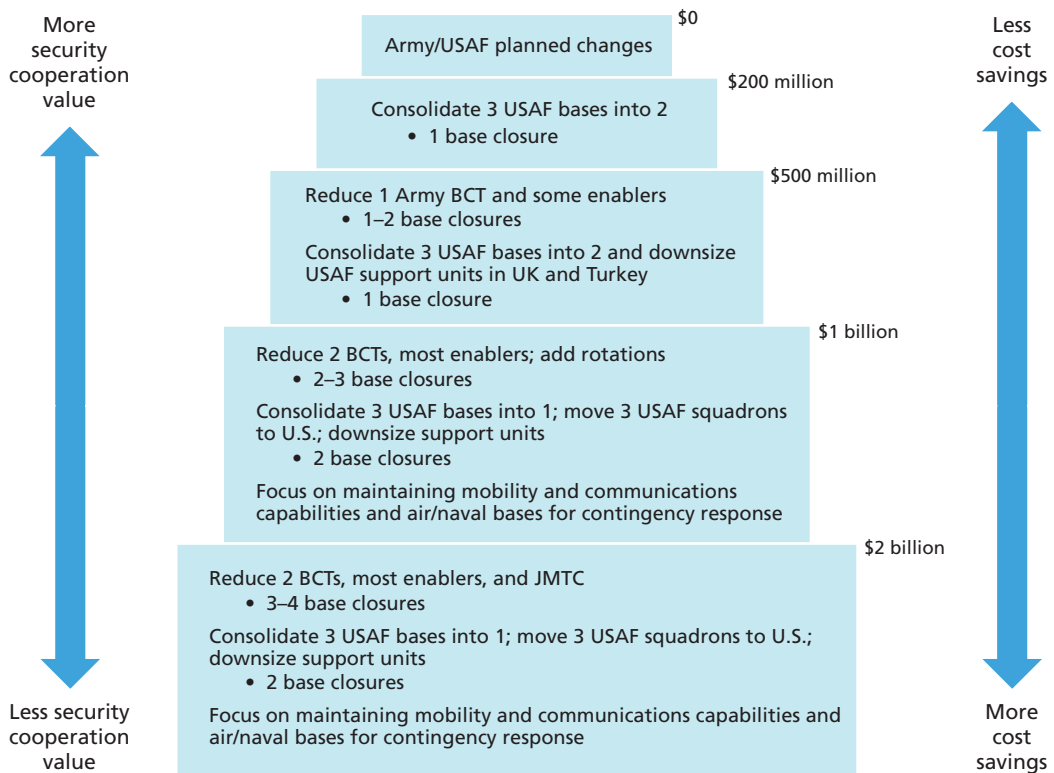 More
security
cooperation
value
Less
cost
savings
$0
Army/USAF planned changes
$200 million
Consolidate 3 USAF bases into 2
• 1 base closure
$500 million
Reduce 1 Army BCT and some enablers
• 1–2 base closures
Consolidate 3 USAF bases into 2 and downsize
USAF support units in UK and Turkey
• 1 base closure
$1 billion
Reduce 2 BCTs, most enablers; add rotations
• 2–3 base closures
Consolidate 3 USAF bases into 1; move 3 USAF squadrons
to U.S.; downsize support units
• 2 base closures
Focus on maintaining mobility and communications
capabilities and air/naval bases for contingency response
$2 billion
Reduce 2 BCTs, most enablers, and JMTC
• 3–4 base closures
Consolidate 3 USAF bases into 1; move 3 USAF squadrons to U.S.;
downsize support units
• 2 base closures
Focus on maintaining mobility and communications capabilities and
air/naval bases for contingency response
Less security
cooperation
value
More
cost
savings